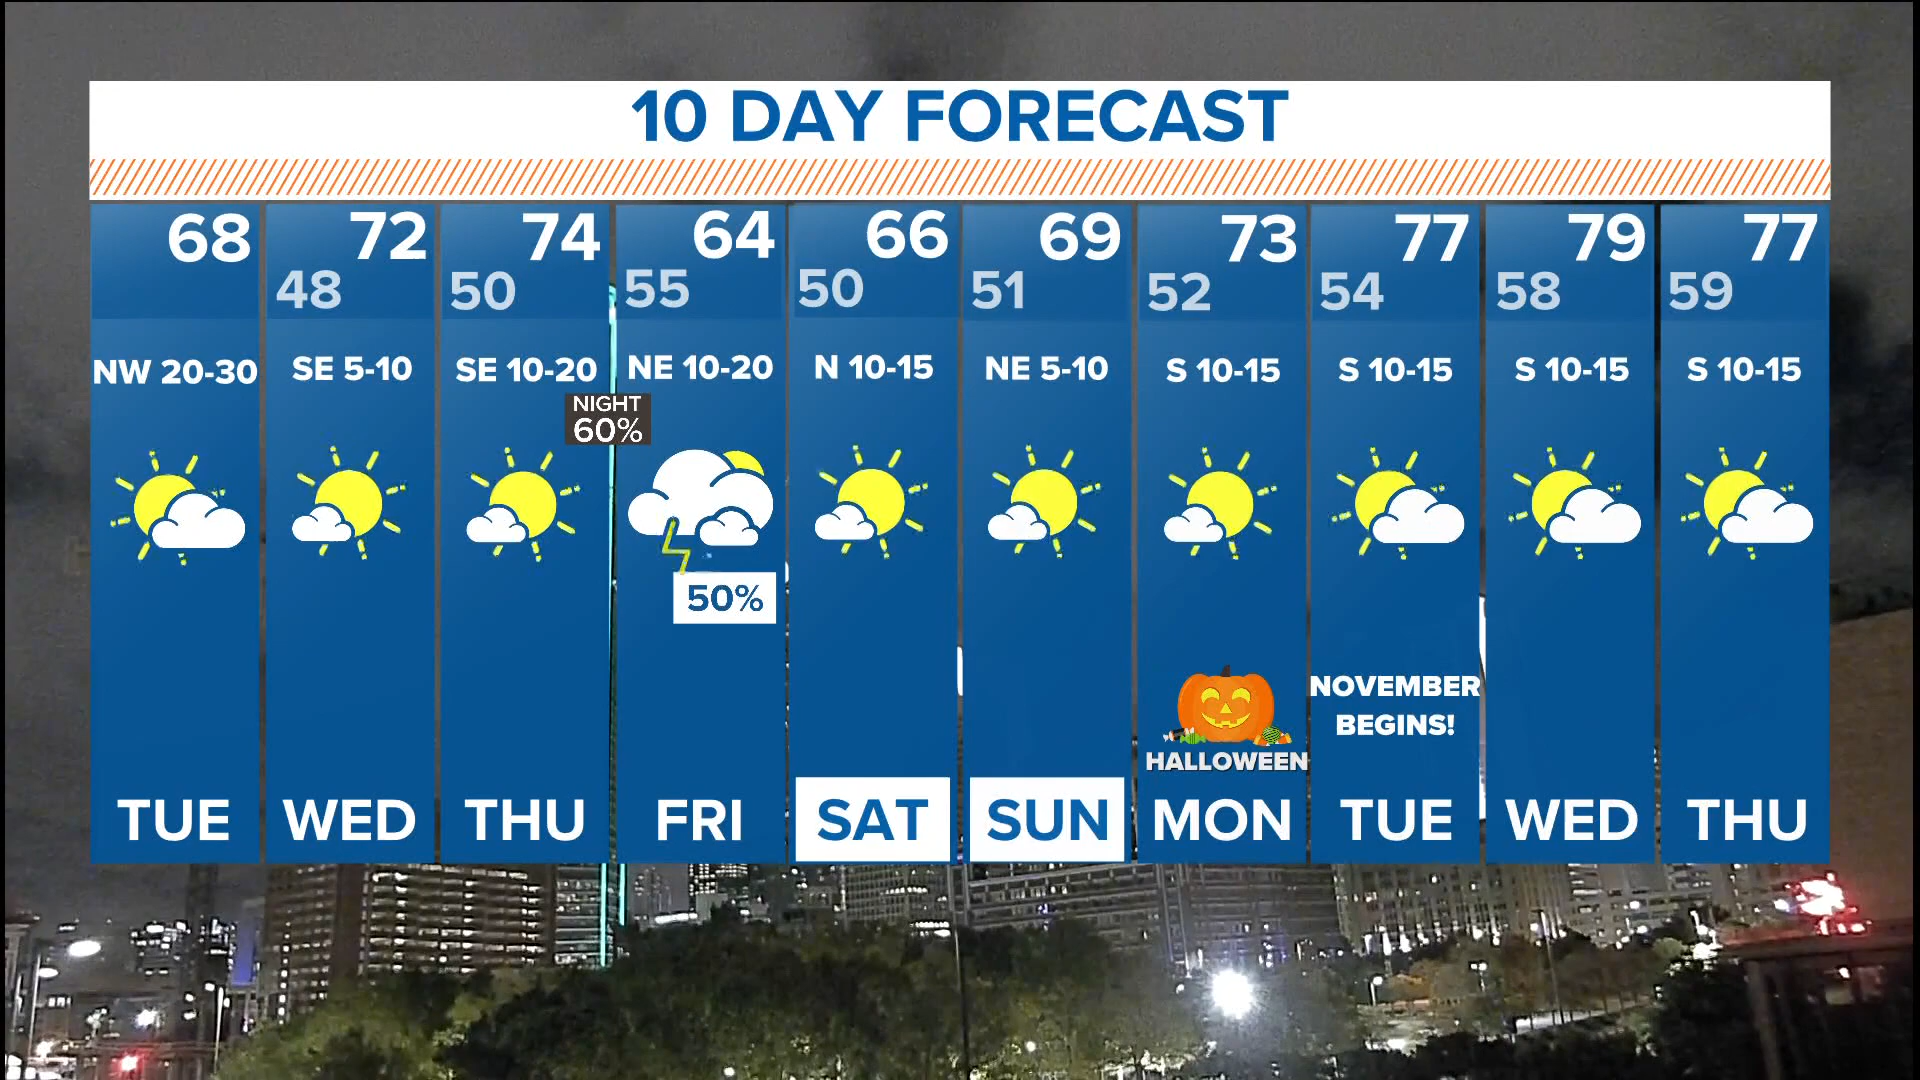 10 DAY FORECAST
68 72 74 64 66 69 73 77 79 77
48 50 55 50 51 52 54 58 59
NW 20-30 SE 5-10 SE 10-20 NE 10-20 N 10-15 NE 5-10 S 10-15 S 10-15 S 10-15 S 10-15
NIGHT
60%
50%
NOVEMBER
BEGINS!
HALLOWEEN
TUE WED THU FRI SAT SUN MON TUE WED THU